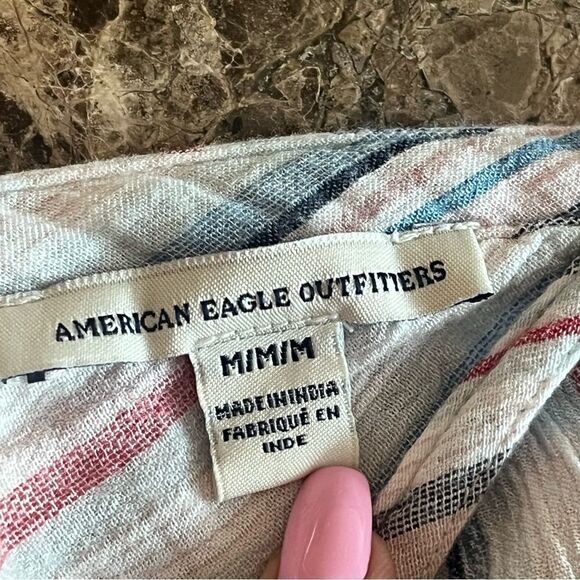 AMERICAN EAGLE OUTFITTERS
M/M/M
MADE IN INDIA
FABRIQUÉ EN
INDE